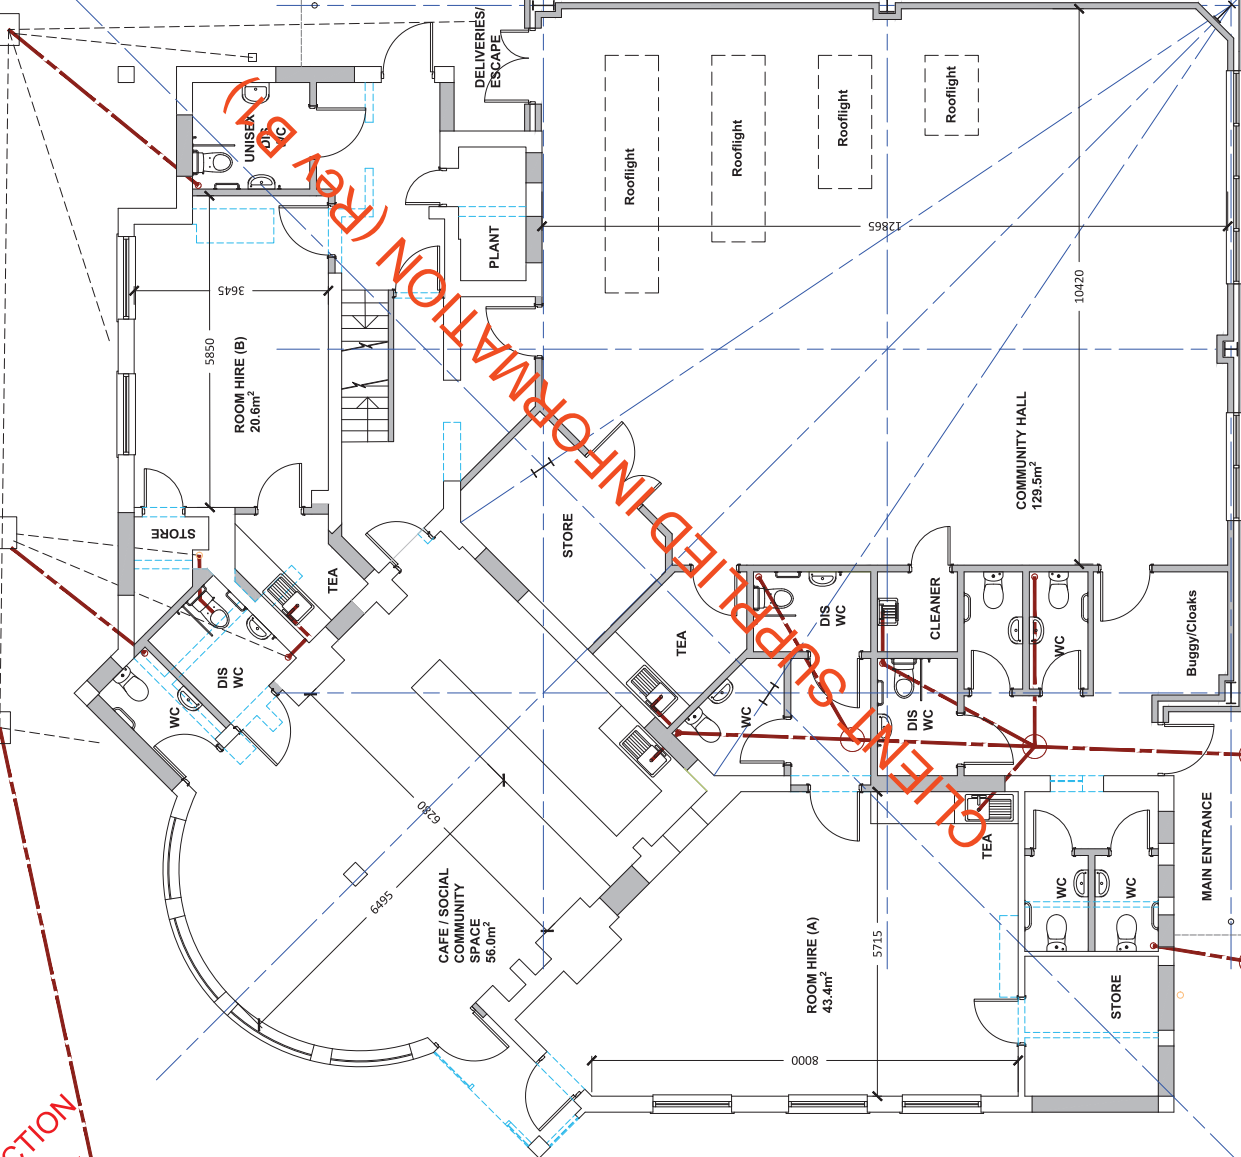 DELIVERIES/
ESCAPE
UNISEX
DIS
WC
Rooflight
Rooflight
Rooflight
Rooflight
12865
PLANT
3645
5850
ROOM HIRE (B)
20.6m²
10420
COMMUNITY HALL
129.5m²
STORE
STORE
TEA
DIS
WC
WC
TEA
WC
DIS
WC
CLEANER
WC
DIS
WC
Buggy/Cloaks
6280
6495
CAFE / SOCIAL
COMMUNITY
SPACE
56.0m²
TEA
ROOM HIRE (A)
43.4m²
5715
8000
WC
WC
STORE
MAIN ENTRANCE
CLIENT SUPPLIED INFORMATION (Rev B1)
CTION